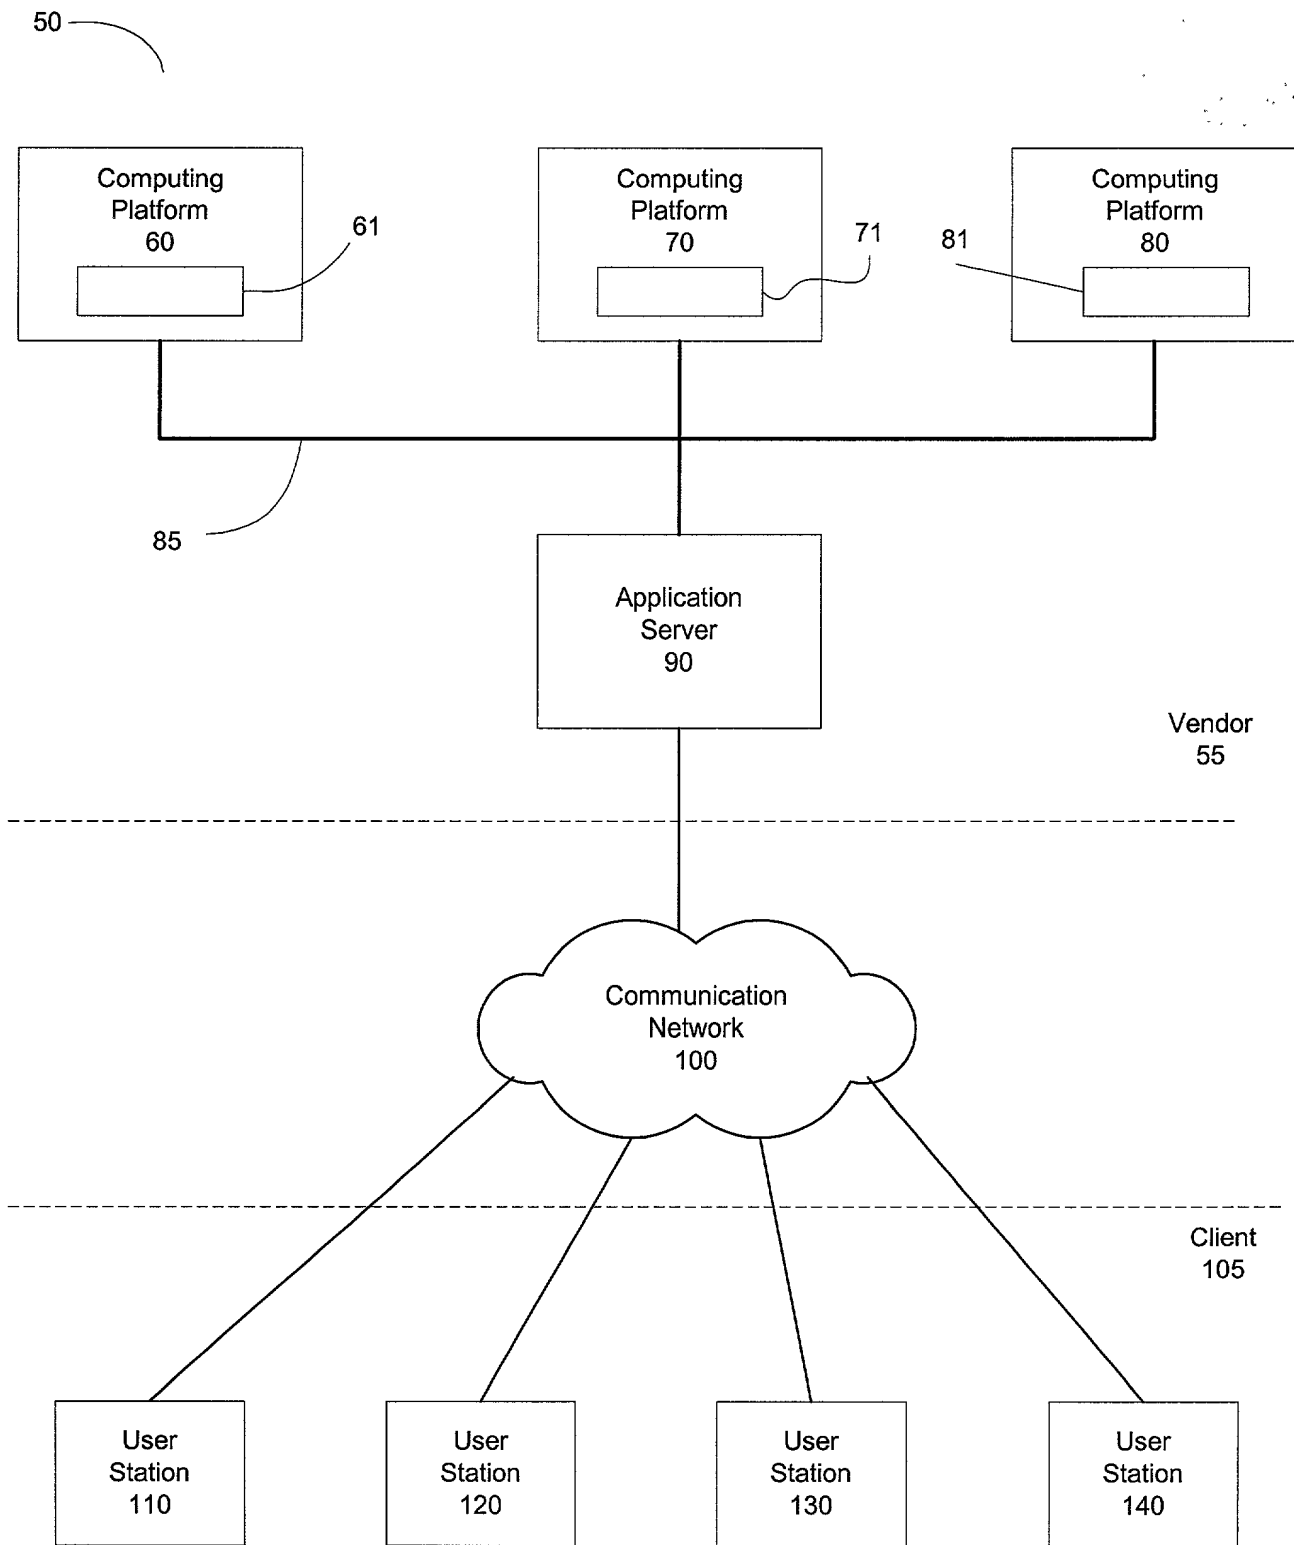 50
Computing
Platform
60
61
Computing
Platform
70
71
Computing
Platform
80
81
85
Application
Server
90
Vendor
55
Communication
Network
100
Client
105
User
Station
110
User
Station
120
User
Station
130
User
Station
140